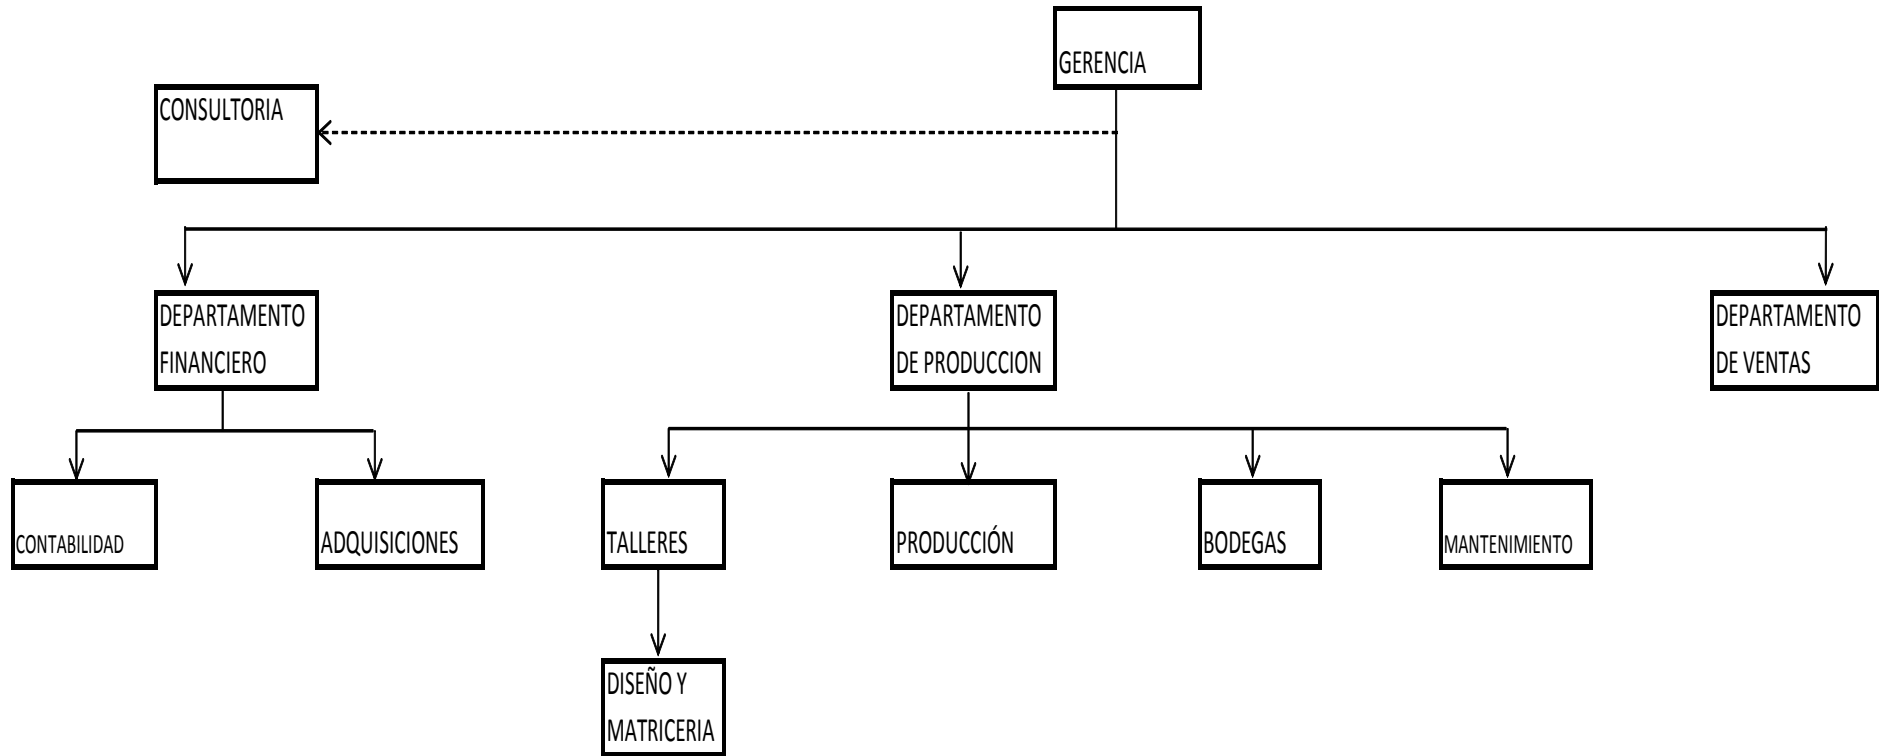 GERENCIA
CONSULTORIA
DEPARTAMENTO
FINANCIERO
DEPARTAMENTO
DE PRODUCCION
DEPARTAMENTO
DE VENTAS
CONTABILIDAD
ADQUISICIONES
TALLERES
PRODUCCIÓN
BODEGAS
MANTENIMIENTO
DISEÑO Y
MATRICERIA